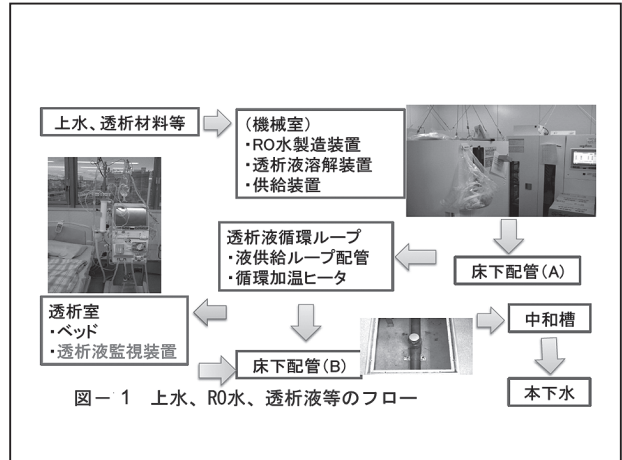 上水、透析材料等
(機械室)
・RO水製造装置
・透析液溶解装置
・供給装置
床下配管(A)
透析液循環ループ
・液供給ループ配管
・循環加温ヒータ
透析室
・ベッド
・透析液監視装置
床下配管(B)
中和槽
本下水
図-1 上水、RO水、透析液等のフロー